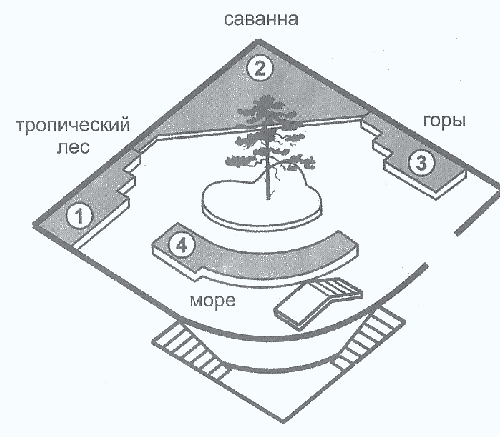 саванна
2
тропический
лес
горы
3
1
4
море